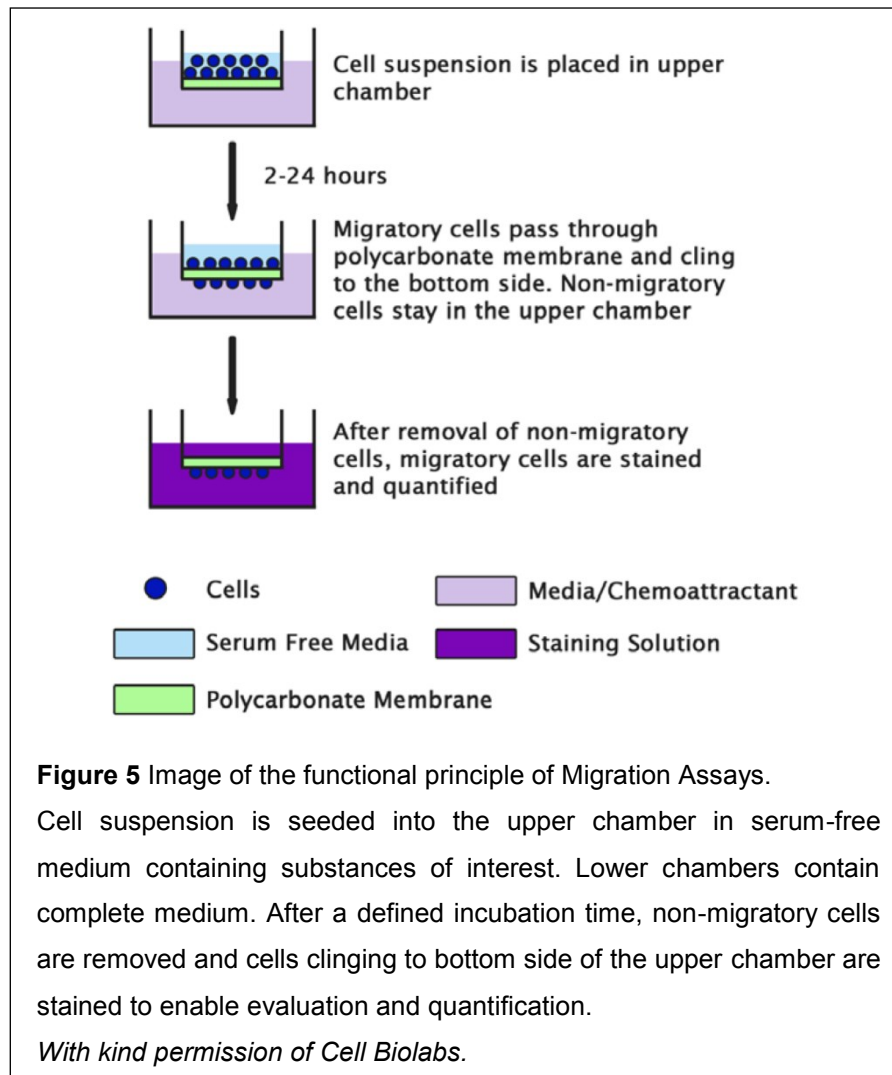 Cell suspension is placed in upper
chamber
2-24 hours
Migratory cells pass through
polycarbonate membrane and cling
to the bottom side. Non-migratory
cells stay in the upper chamber
After removal of non-migratory
cells, migratory cells are stained
and quantified
Cells
Media/Chemoattractant
Serum Free Media
Staining Solution
Polycarbonate Membrane
Figure 5 Image of the functional principle of Migration Assays.
Cell suspension is seeded into the upper chamber in serum-free
medium containing substances of interest. Lower chambers contain
complete medium. After a defined incubation time, non-migratory cells
are removed and cells clinging to bottom side of the upper chamber are
stained to enable evaluation and quantification.
With kind permission of Cell Biolabs.